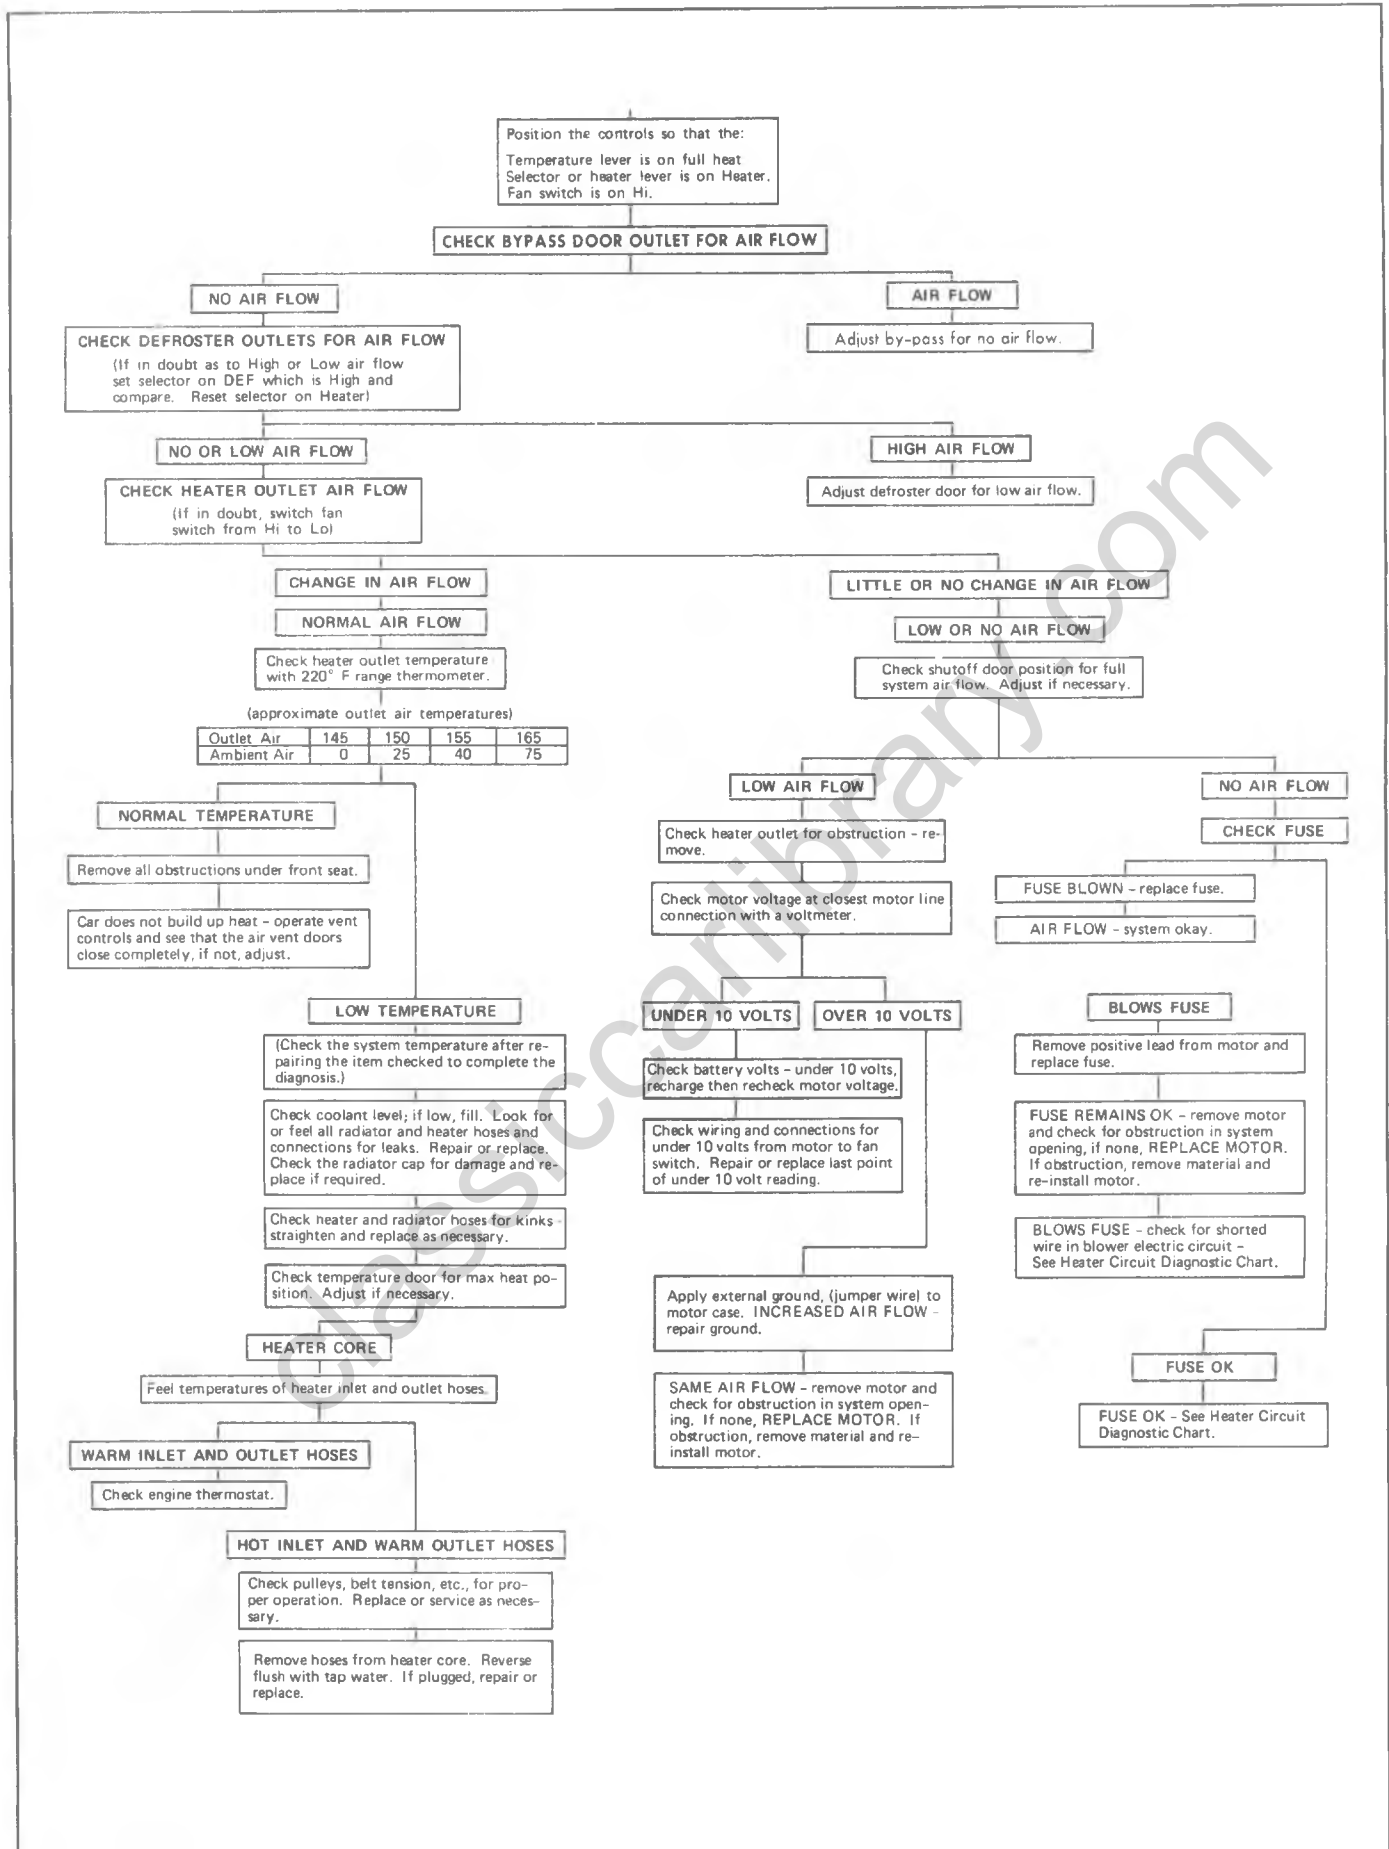 Position the controls so that the:
Temperature lever is on full heat
Selector or heater lever is on Heater.
Fan switch is on Hi.
CHECK BYPASS DOOR OUTLET FOR AIR FLOW
NO AIR FLOW
AIR FLOW
CHECK DEFROSTER OUTLETS FOR AIR FLOW
(If in doubt as to High or Low air flow
set selector on DEF which is High and
compare. Reset selector on Heater)
Adjust by-pass for no air flow.
NO OR LOW AIR FLOW
HIGH AIR FLOW
CHECK HEATER OUTLET AIR FLOW
(If in doubt, switch fan
switch from Hi to Lo)
Adjust defroster door for low air flow.
CHANGE IN AIR FLOW
NORMAL AIR FLOW
Check heater outlet temperature
with 220° F range thermometer.
(approximate outlet air temperatures)
Outlet Air 145 150 155 165
Ambient Air 0 25 40 75
NORMAL TEMPERATURE
Remove all obstructions under front seat.
Car does not build up heat - operate vent
controls and see that the air vent doors
close completely, if not, adjust.
LOW TEMPERATURE
(Check the system temperature after re-
pairing the item checked to complete the
diagnosis.)
Check coolant level; if low, fill. Look for
or feel all radiator and heater hoses and
connections for leaks. Repair or replace.
Check the radiator cap for damage and re-
place if required.
Check heater and radiator hoses for kinks -
straighten and replace as necessary.
Check temperature door for max heat po-
sition. Adjust if necessary.
HEATER CORE
Feel temperatures of heater inlet and outlet hoses.
WARM INLET AND OUTLET HOSES
Check engine thermostat.
HOT INLET AND WARM OUTLET HOSES
Check pulleys, belt tension, etc., for pro-
per operation. Replace or service as neces-
sary.
Remove hoses from heater core. Reverse
flush with tap water. If plugged, repair or
replace.
LITTLE OR NO CHANGE IN AIR FLOW
LOW OR NO AIR FLOW
Check shutoff door position for full
system air flow. Adjust if necessary.
LOW AIR FLOW
Check heater outlet for obstruction - re-
move.
Check motor voltage at closest motor line
connection with a voltmeter.
UNDER 10 VOLTS
OVER 10 VOLTS
Check battery volts - under 10 volts,
recharge then recheck motor voltage.
Check wiring and connections for
under 10 volts from motor to fan
switch. Repair or replace last point
of under 10 volt reading.
Apply external ground, (jumper wire) to
motor case. INCREASED AIR FLOW -
repair ground.
SAME AIR FLOW - remove motor and
check for obstruction in system open-
ing. If none, REPLACE MOTOR. If
obstruction, remove material and re-
install motor.
NO AIR FLOW
CHECK FUSE
FUSE BLOWN - replace fuse.
AIR FLOW - system okay.
BLOWS FUSE
Remove positive lead from motor and
replace fuse.
FUSE REMAINS OK - remove motor
and check for obstruction in system
opening, if none, REPLACE MOTOR.
If obstruction, remove material and
re-install motor.
BLOWS FUSE - check for shorted
wire in blower electric circuit -
See Heater Circuit Diagnostic Chart.
FUSE OK
FUSE OK - See Heater Circuit
Diagnostic Chart.
classiccarlibrary.com